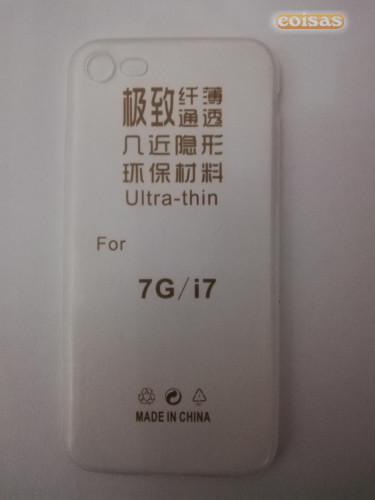 eoisas
极致纤薄
通透
几近隐形
环保材料
Ultra-thin
For
7G/i7
MADE IN CHINA